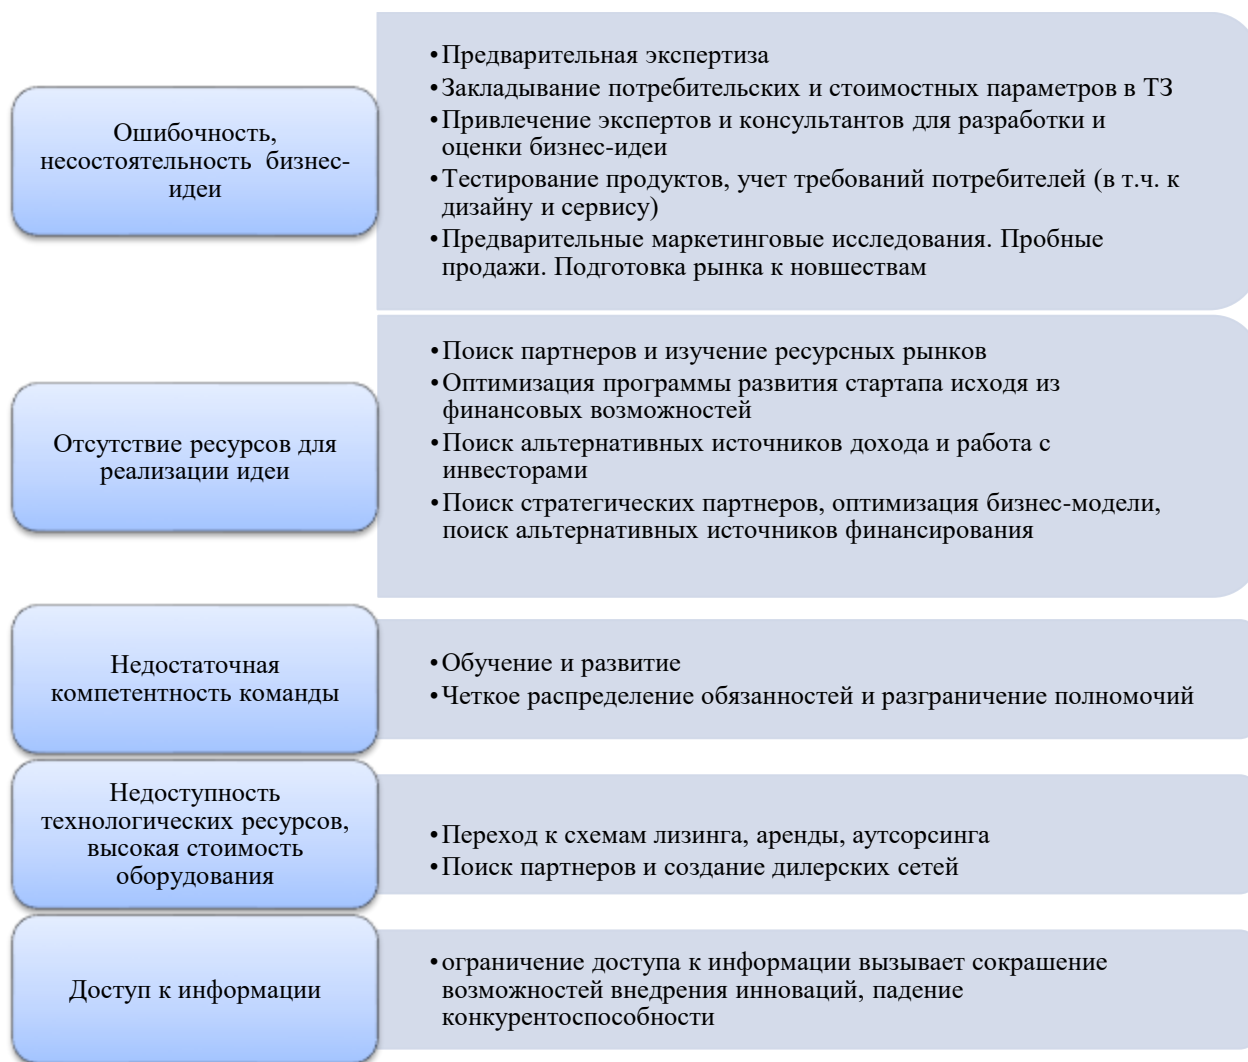 Ошибочность,
несостоятельность бизнес-
идеи
•Предварительная экспертиза
•Закладывание потребительских и стоимостных параметров в ТЗ
•Привлечение экспертов и консультантов для разработки и
оценки бизнес-идеи
•Тестирование продуктов, учет требований потребителей (в т.ч. к
дизайну и сервису)
•Предварительные маркетинговые исследования. Пробные
продажи. Подготовка рынка к новшествам
Отсутствие ресурсов для
реализации идеи
•Поиск партнеров и изучение ресурсных рынков
•Оптимизация программы развития стартапа исходя из
финансовых возможностей
•Поиск альтернативных источников дохода и работа с
инвесторами
•Поиск стратегических партнеров, оптимизация бизнес-модели,
поиск альтернативных источников финансирования
Недостаточная
компетентность команды
•Обучение и развитие
•Четкое распределение обязанностей и разграничение полномочий
Недоступность
технологических ресурсов,
высокая стоимость
оборудования
•Переход к схемам лизинга, аренды, аутсорсинга
•Поиск партнеров и создание дилерских сетей
Доступ к информации
•ограничение доступа к информации вызывает сокрашение
возможностей внедрения инноваций, падение
конкурентоспособности